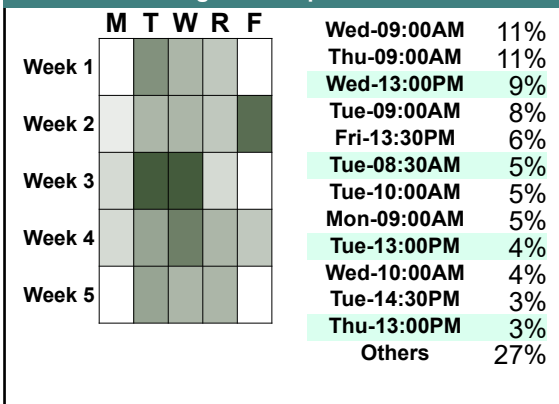 M T W R F
Week 1
Week 2
Week 3
Week 4
Week 5
Wed-09:00AM 11%
Thu-09:00AM 11%
Wed-13:00PM 9%
Tue-09:00AM 8%
Fri-13:30PM 6%
Tue-08:30AM 5%
Tue-10:00AM 5%
Mon-09:00AM 5%
Tue-13:00PM 4%
Wed-10:00AM 4%
Tue-14:30PM 3%
Thu-13:00PM 3%
Others 27%